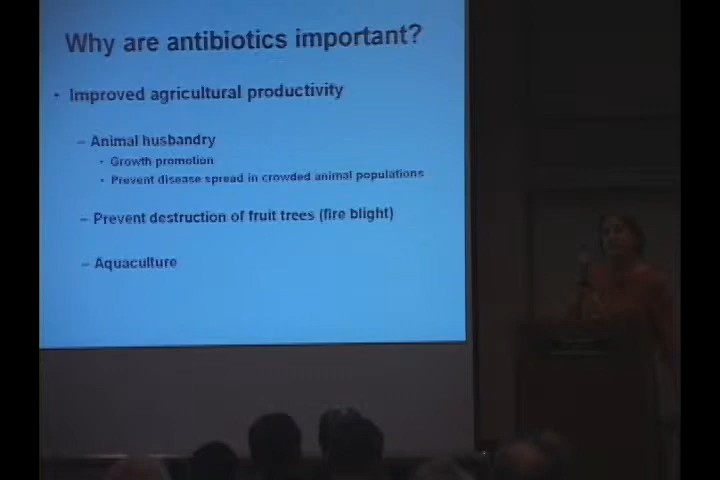 Why are antibiotics important?
• Improved agricultural productivity
– Animal husbandry
• Growth promotion
• Prevent disease spread in crowded animal populations
– Prevent destruction of fruit trees (fire blight)
– Aquaculture